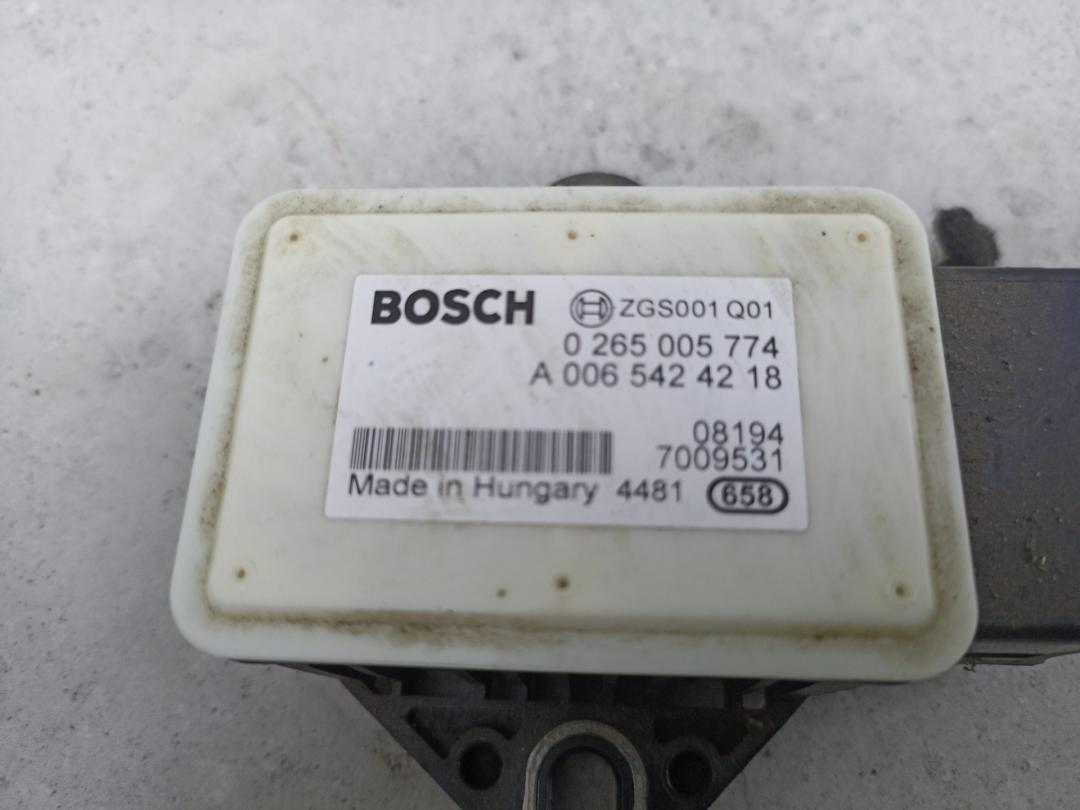 BOSCH ZGS001 Q01
0 265 005 774
A 006 542 42 18
08194
7009531
Made in Hungary 4481 658